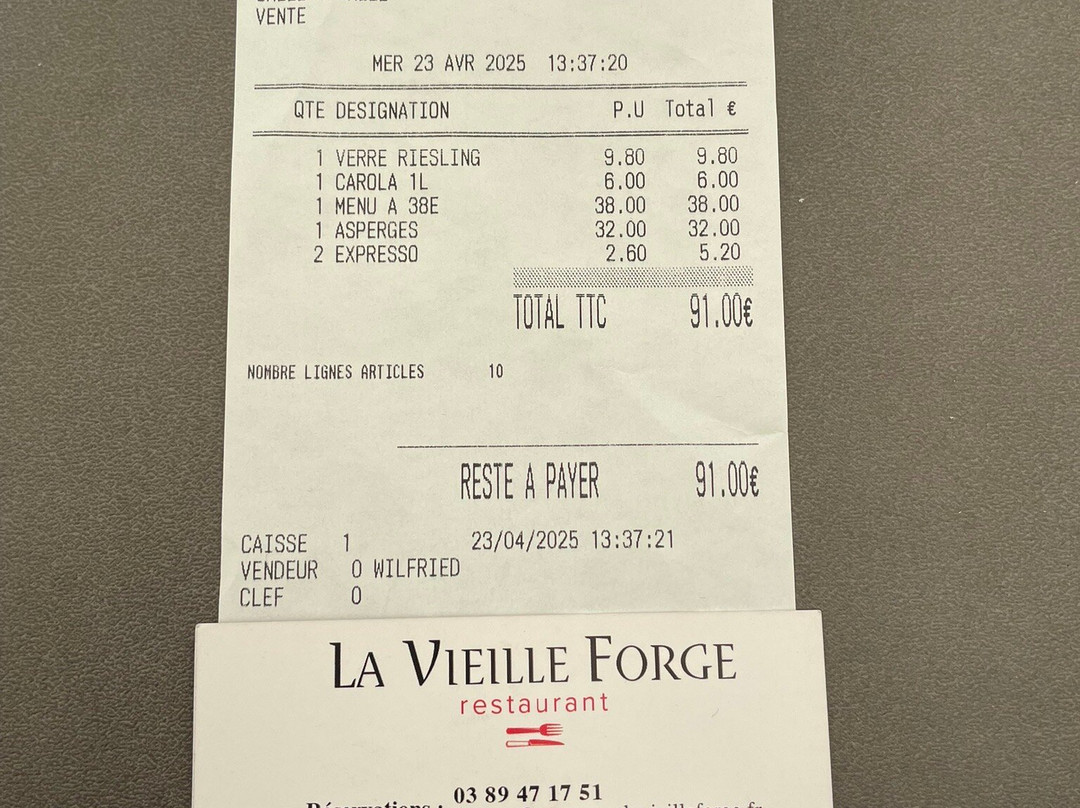 VENTE
MER 23 AVR 2025 13:37:20
QTE DESIGNATION P.U Total €
1 VERRE RIESLING 9.80 9.80
1 CAROLA 1L 6.00 6.00
1 MENU A 38E 38.00 38.00
1 ASPERGES 32.00 32.00
2 EXPRESSO 2.60 5.20
TOTAL TTC 91.00€
NOMBRE LIGNES ARTICLES 10
RESTE A PAYER 91.00€
CAISSE 1 23/04/2025 13:37:21
VENDEUR 0 WILFRIED
CLEF 0
LA VIEILLE FORGE
restaurant
03 89 47 17 51
Réservations :